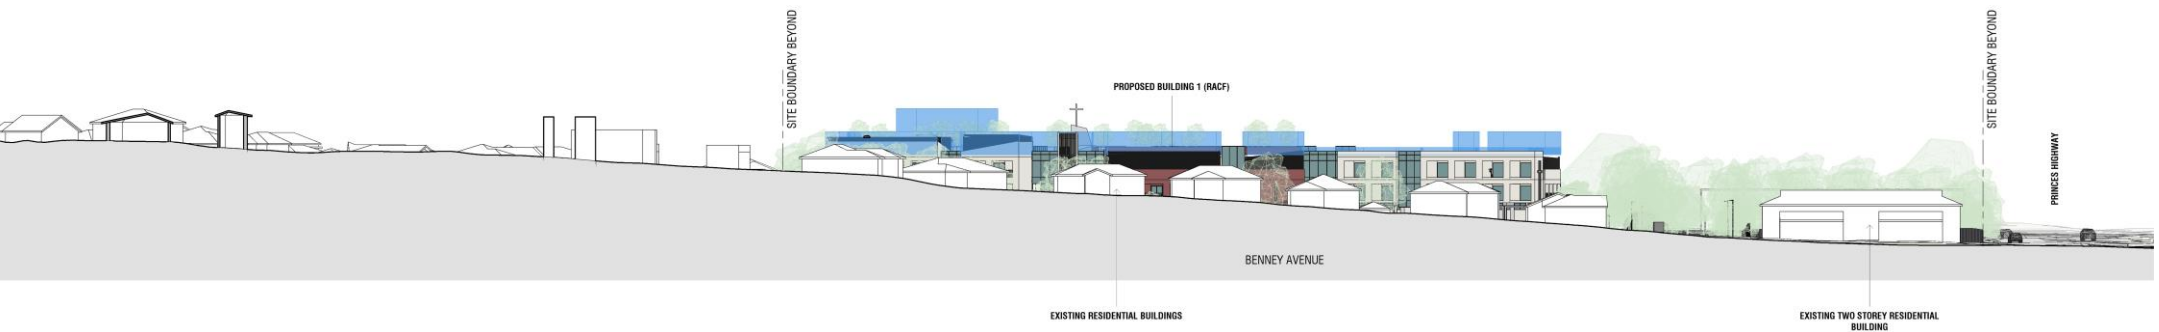 SITE BOUNDARY BEYOND
PROPOSED BUILDING 1 (RACF)
SITE BOUNDARY BEYOND
PRINCES HIGHWAY
BENNEY AVENUE
EXISTING RESIDENTIAL BUILDINGS
EXISTING TWO STOREY RESIDENTIAL
BUILDING